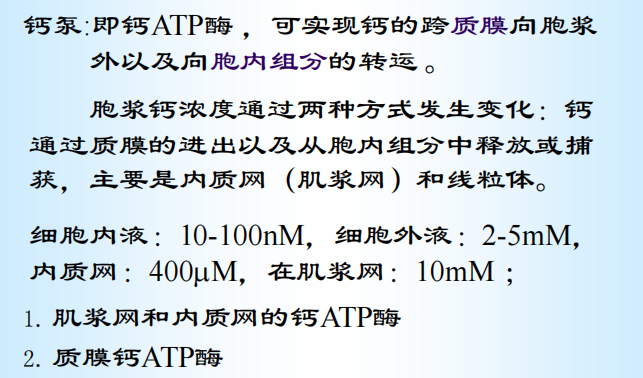 钙泵:即钙ATP酶，可实现钙的跨质膜向胞浆
外以及向胞内组分的转运。
胞浆钙浓度通过两种方式发生变化：钙
通过质膜的进出以及从胞内组分中释放或捕
获，主要是内质网（肌浆网）和线粒体。
细胞内液：10-100nM，细胞外液：2-5mM，
内质网：400μM，在肌浆网：10mM；
1. 肌浆网和内质网的钙ATP酶
2. 质膜钙ATP酶